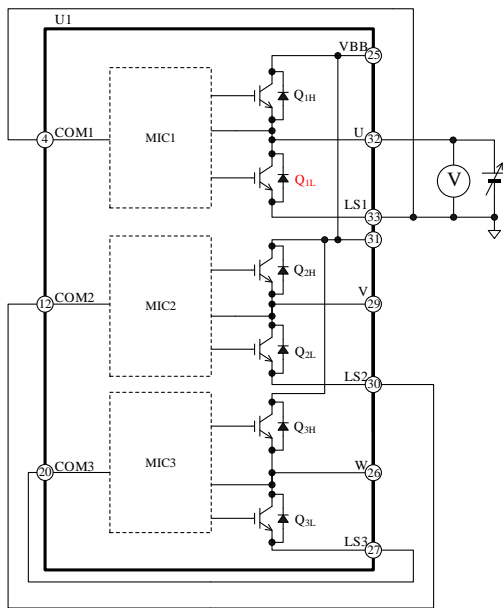 U1
VBB
25
Q1H
4
COM1
MIC1
U
32
V
Q1L
LS1
33
31
Q2H
12
COM2
MIC2
V
29
Q2L
LS2
30
Q3H
20
COM3
MIC3
W
26
Q3L
LS3
27